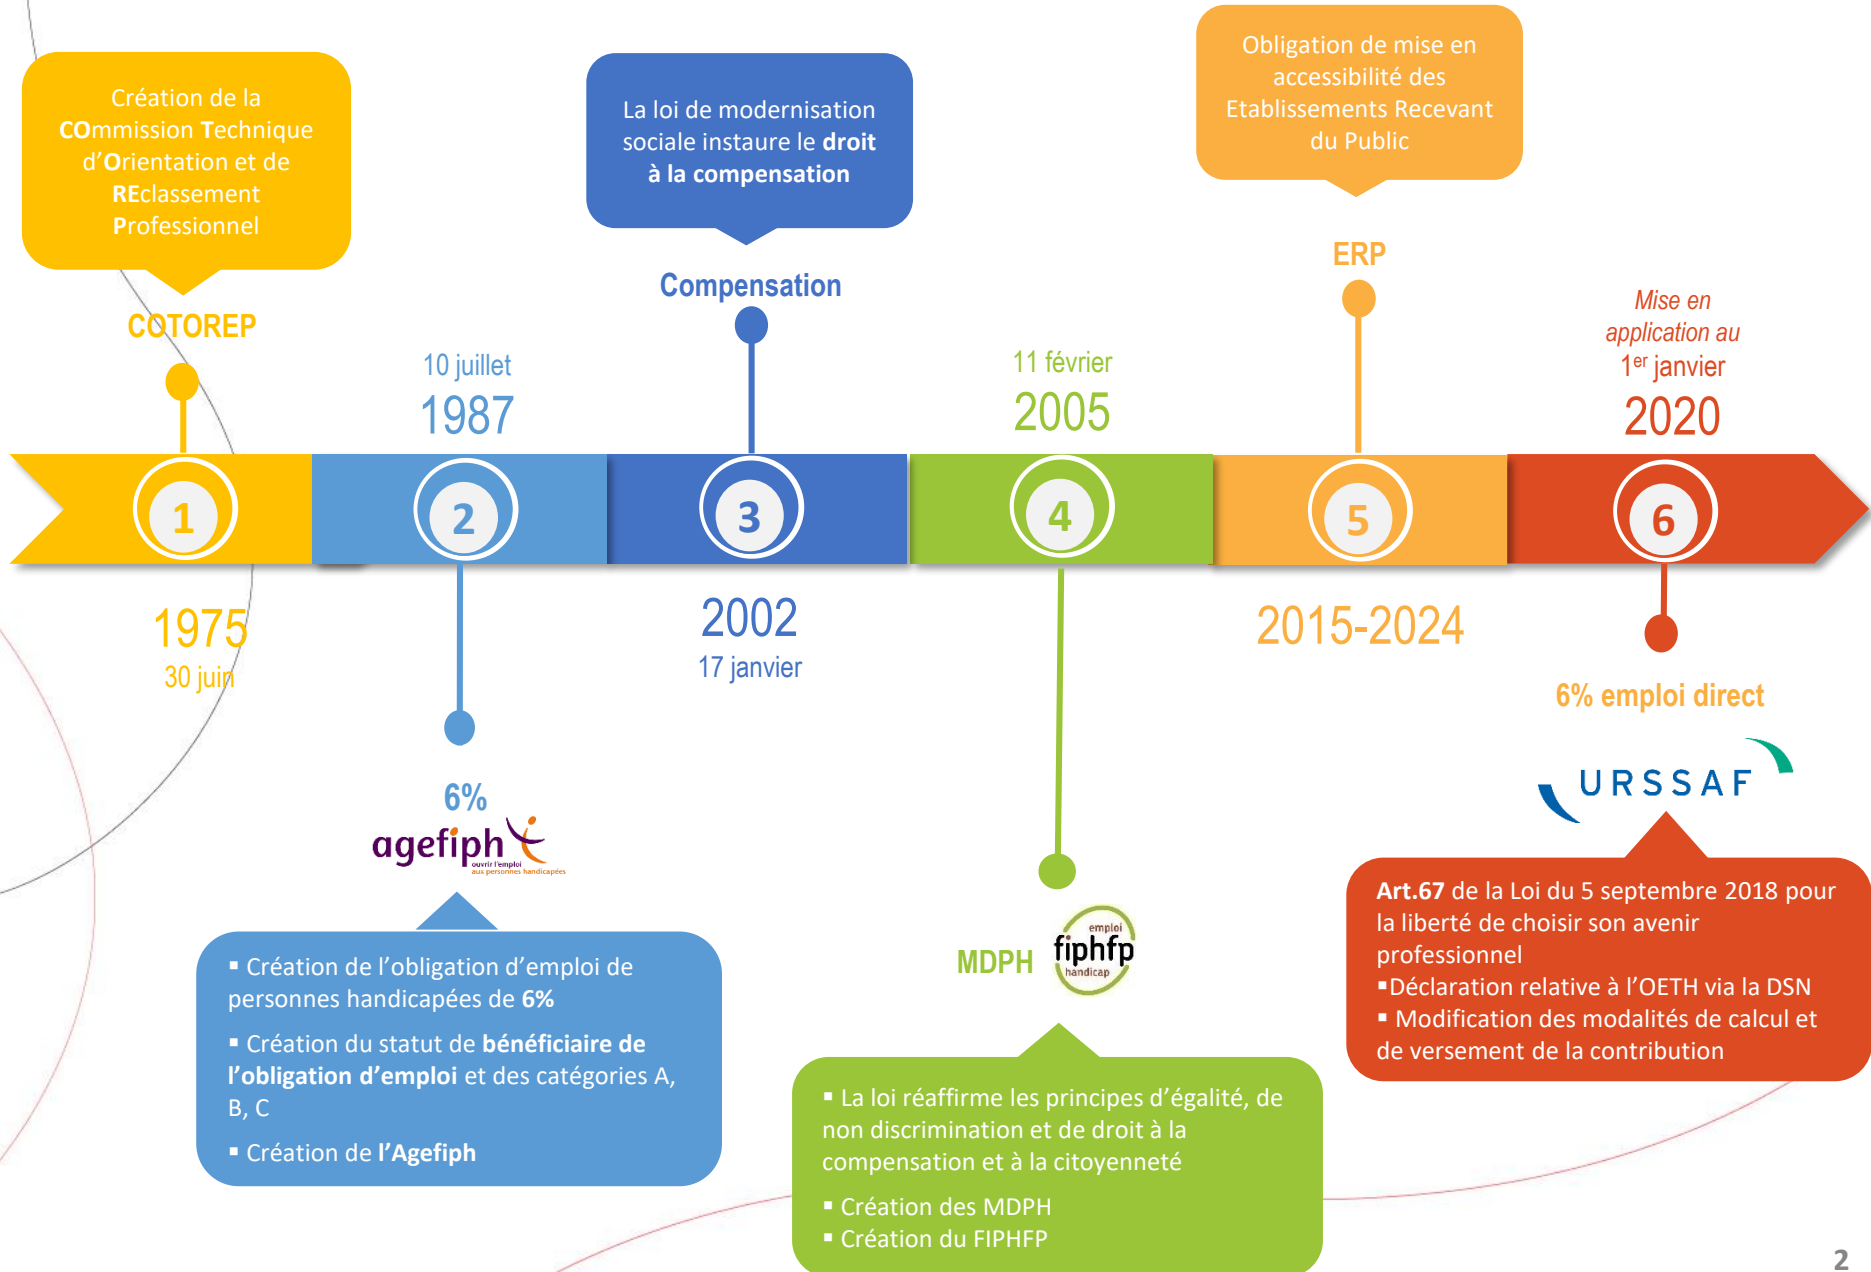 Création de la
COmmission Technique
d’Orientation et de
REclassement
Professionnel
COTOREP
1
1975
30 juin
10 juillet
1987
2
6%
agefiph
ouvrir l'emploi
aux personnes handicapées
▪ Création de l’obligation d’emploi de
personnes handicapées de 6%
▪ Création du statut de bénéficiaire de
l’obligation d’emploi et des catégories A,
B, C
▪ Création de l’Agefiph
La loi de modernisation
sociale instaure le droit
à la compensation
Compensation
3
2002
17 janvier
11 février
2005
4
MDPH
emploi
fiphfp
handicap
▪ La loi réaffirme les principes d’égalité, de
non discrimination et de droit à la
compensation et à la citoyenneté
▪ Création des MDPH
▪ Création du FIPHFP
Obligation de mise en
accessibilité des
Etablissements Recevant
du Public
ERP
5
2015-2024
Mise en
application au
1er janvier
2020
6
6% emploi direct
URSSAF
Art.67 de la Loi du 5 septembre 2018 pour
la liberté de choisir son avenir
professionnel
▪Déclaration relative à l’OETH via la DSN
▪ Modification des modalités de calcul et
de versement de la contribution
2